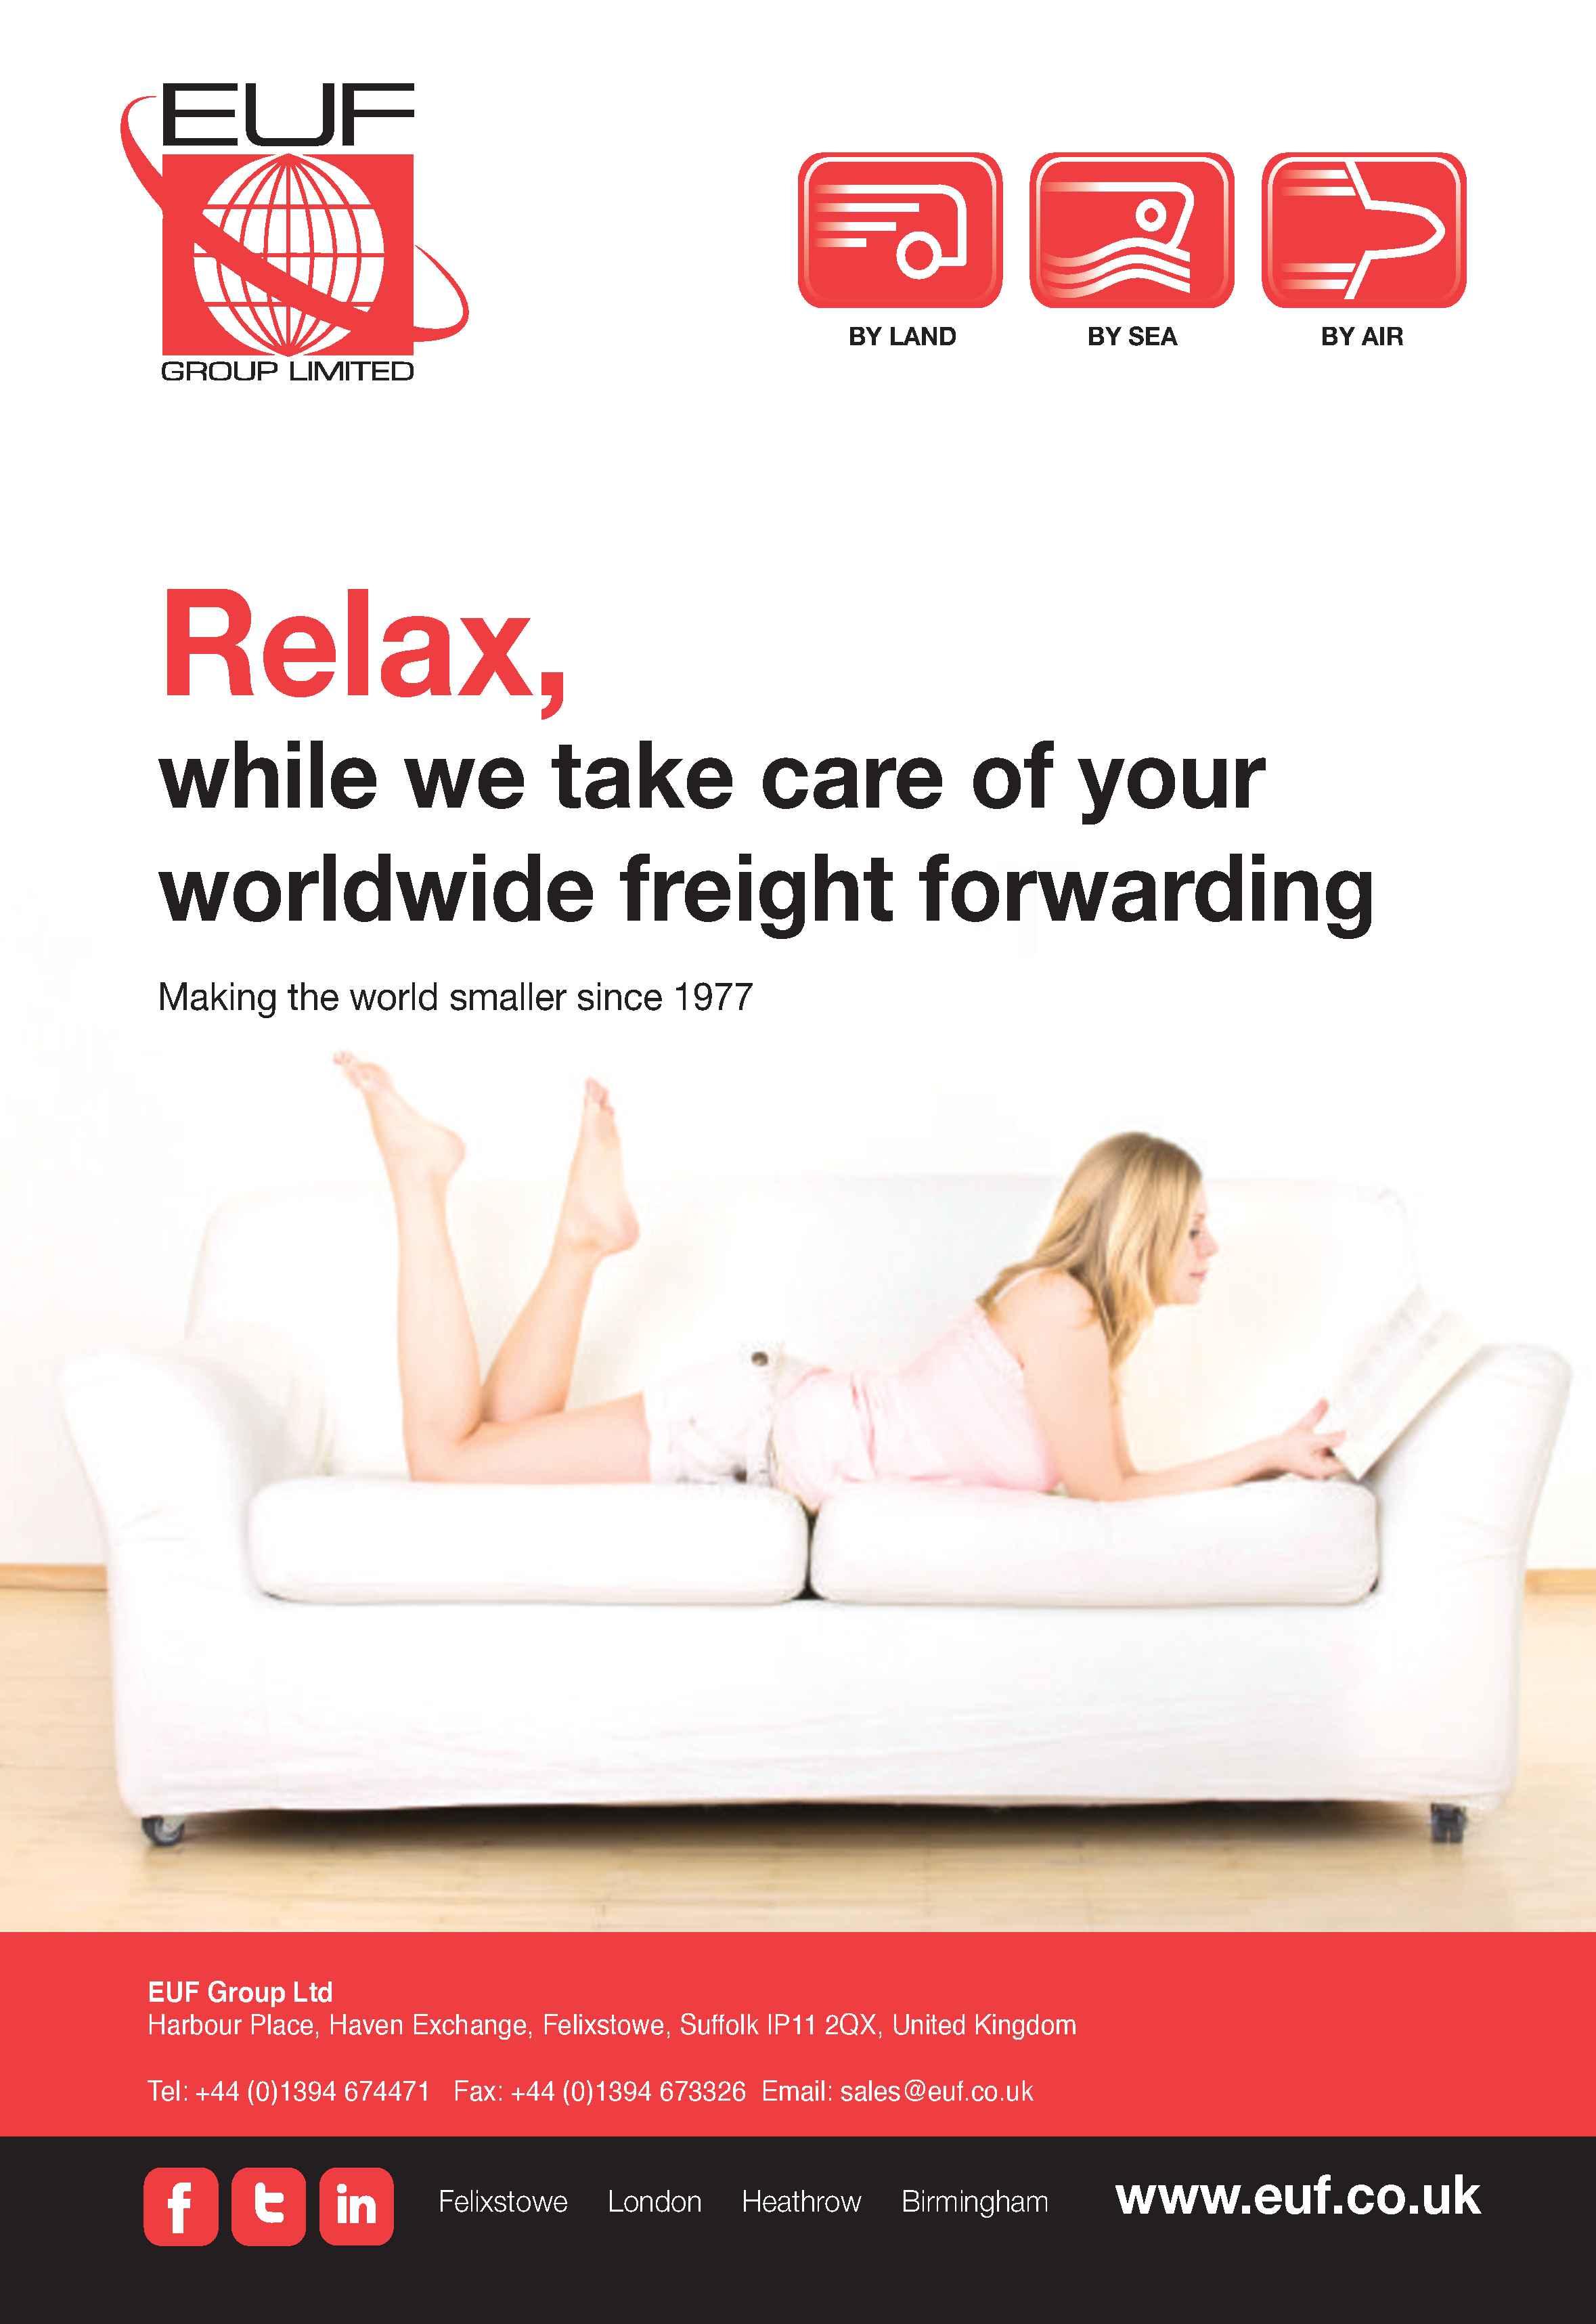 EUF
GROUP LIMITED
BY LAND
BY SEA
BY AIR
Relax,
while we take care of your
worldwide freight forwarding
Making the world smaller since 1977
EUF Group Ltd
Harbour Place, Haven Exchange, Felixstowe, Suffolk IP11 2QX, United Kingdom
Tel: +44 (0)1394 674471 Fax: +44 (0)1394 673326 Email: sales@euf.co.uk
f t in Felixstowe London Heathrow Birmingham www.euf.co.uk